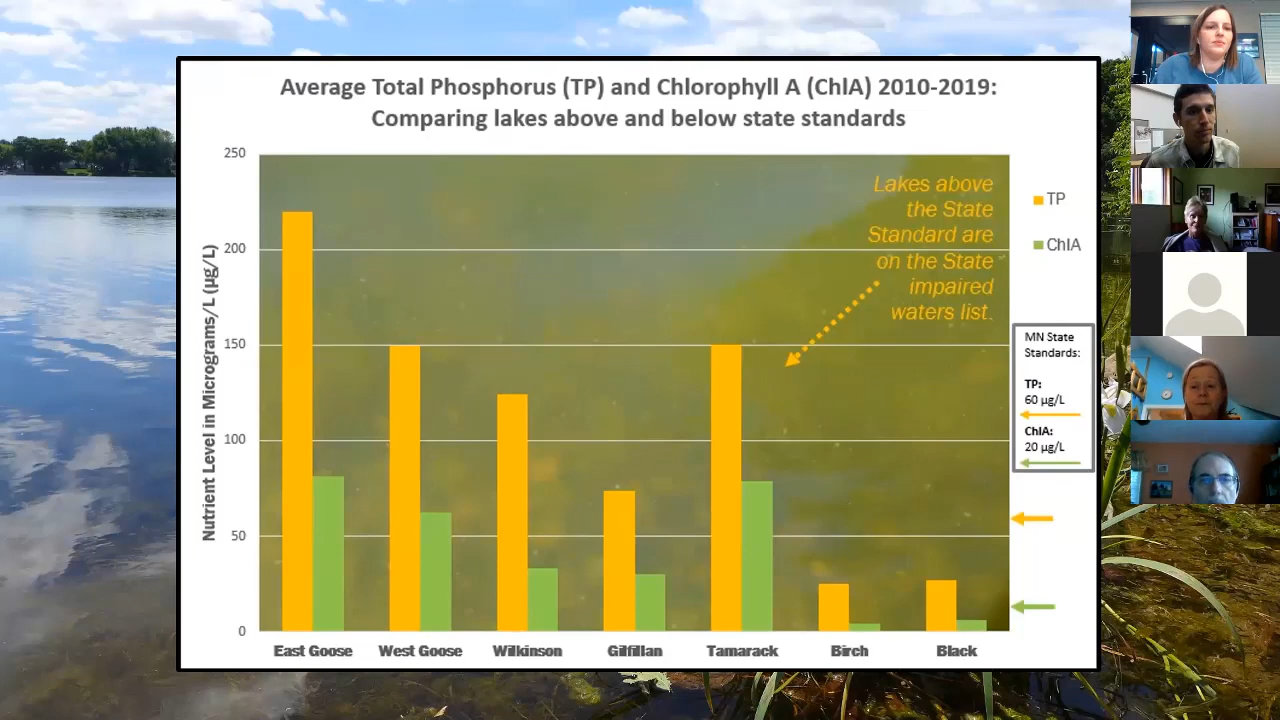 Average Total Phosphorus (TP) and Chlorophyll A (ChlA) 2010-2019:
Comparing lakes above and below state standards
Nutrient Level in Micrograms/L (µg/L)
250
200
150
100
50
0
Lakes above
the State
Standard are
on the State
impaired
waters list.
TP
ChlA
MN State
Standards:
TP:
60 µg/L
ChlA:
20 µg/L
East Goose
West Goose
Wilkinson
Gilfillan
Tamarack
Birch
Black